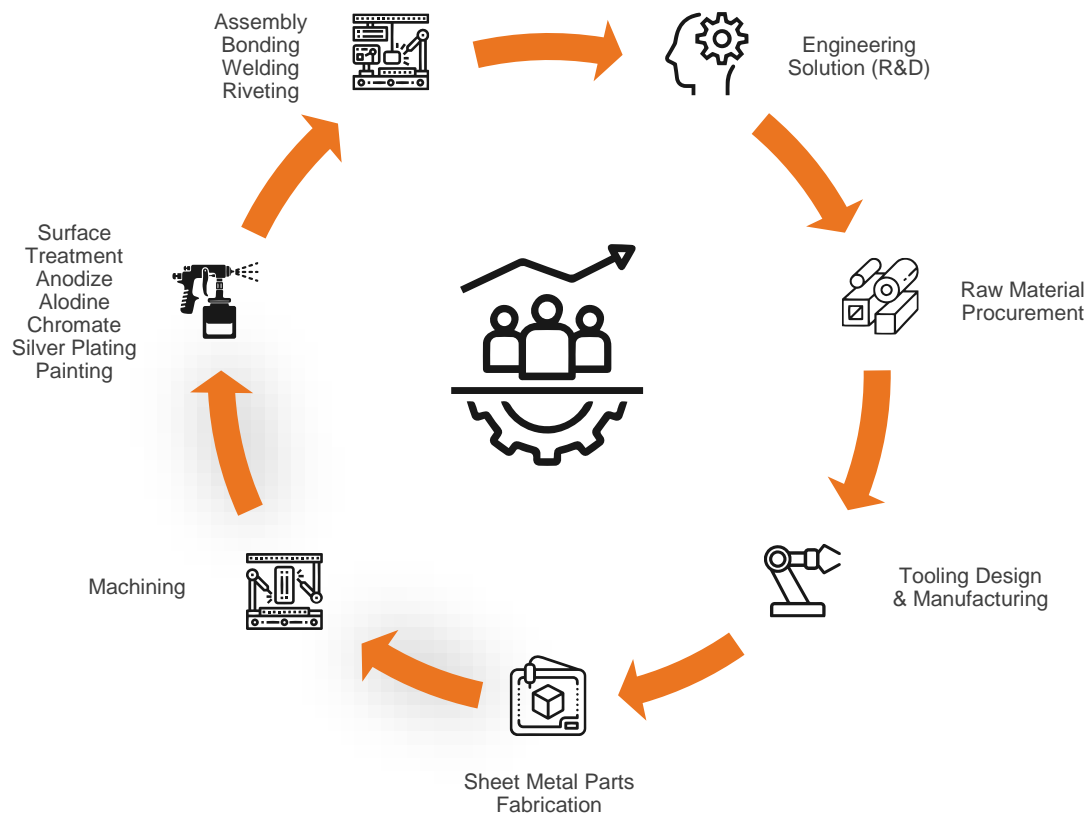 Assembly
Bonding
Welding
Riveting
Engineering
Solution (R&D)
Raw Material
Procurement
Tooling Design
& Manufacturing
Sheet Metal Parts
Fabrication
Machining
Surface
Treatment
Anodize
Alodine
Chromate
Silver Plating
Painting